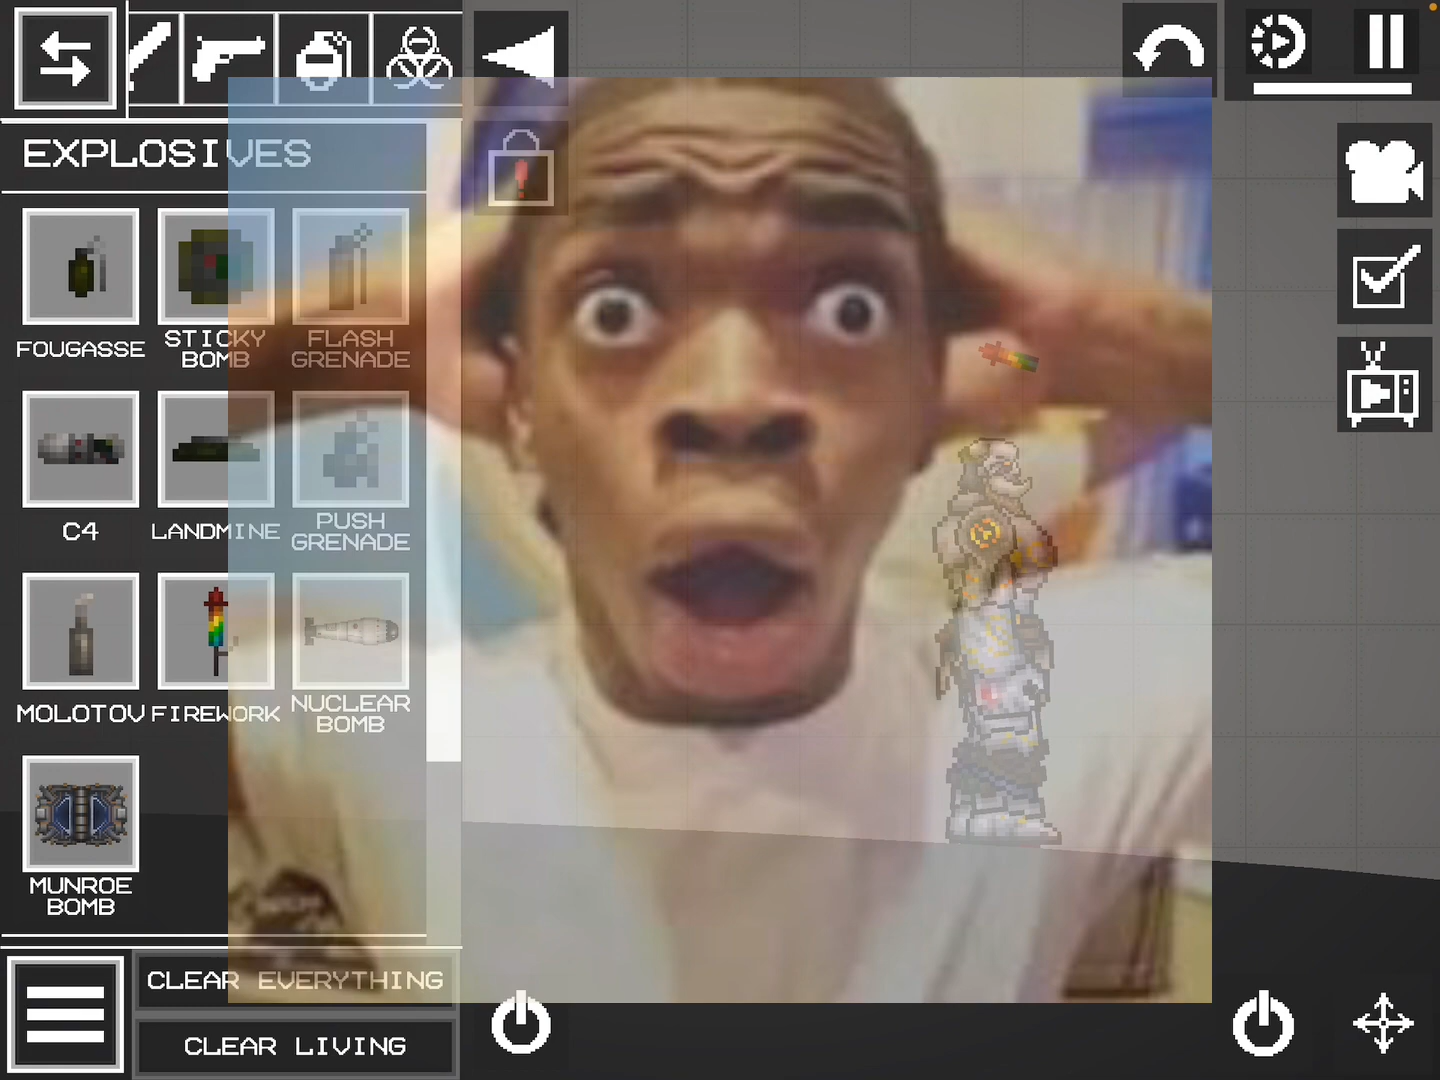 EXPLOSIVES
FOUGASSE
STICKY
BOMB
FLASH
GRENADE
C4
LANDMINE
PUSH
GRENADE
MOLOTOV
FIREWORK
NUCLEAR
BOMB
MUNROE
BOMB
CLEAR EVERYTHING
CLEAR LIVING